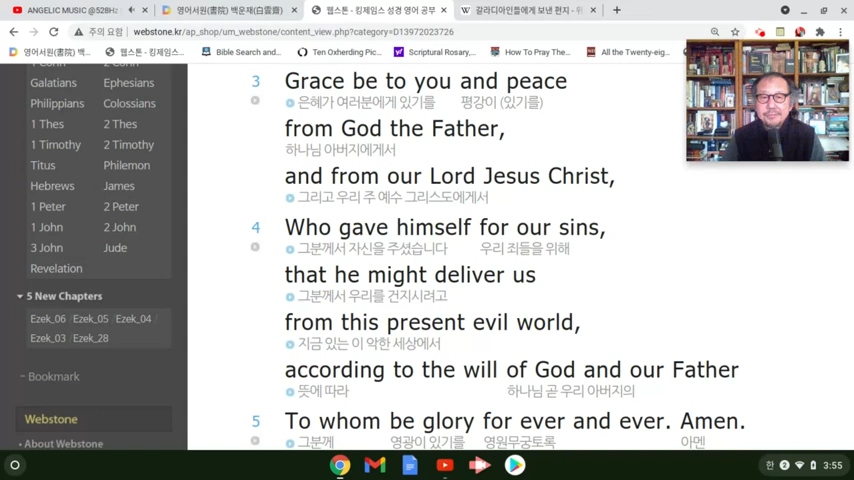 ANGELIC MUSIC @528Hz
영어서원(書院) 백운재(白雲齋)
웹스톤 - 킹제임스 성경 영어 공부
갈라디아인들에게 보낸 편지 - 위
주의 요함
webstone.kr/ap_shop/um_webstone/content_view.php?category=D13972023726
영어서원(書院) 백...
웹스톤 - 킹제임스...
Bible Search and...
Ten Oxherding Pic...
Scriptural Rosary,...
How To Pray The...
All the Twenty-eig...
Galatians Ephesians
Philippians Colossians
1 Thes 2 Thes
1 Timothy 2 Timothy
Titus Philemon
Hebrews James
1 Peter 2 Peter
1 John 2 John
3 John Jude
Revelation
5 New Chapters
Ezek_06 / Ezek_05 / Ezek_04 /
Ezek_03 / Ezek_28
- Bookmark
Webstone
About Webstone
3 Grace be to you and peace
은혜가 여러분에게 있기를 평강이 (있기를)
from God the Father,
하나님 아버지에게서
and from our Lord Jesus Christ,
그리고 우리 주 예수 그리스도에게서
4 Who gave himself for our sins,
그분께서 자신을 주셨습니다 우리 죄들을 위해
that he might deliver us
그분께서 우리를 건지시려고
from this present evil world,
지금 있는 이 악한 세상에서
according to the will of God and our Father
뜻에 따라 하나님 곧 우리 아버지의
5 To whom be glory for ever and ever. Amen.
그분께 영광이 있기를 영원무궁토록 아멘
한 2 3:55